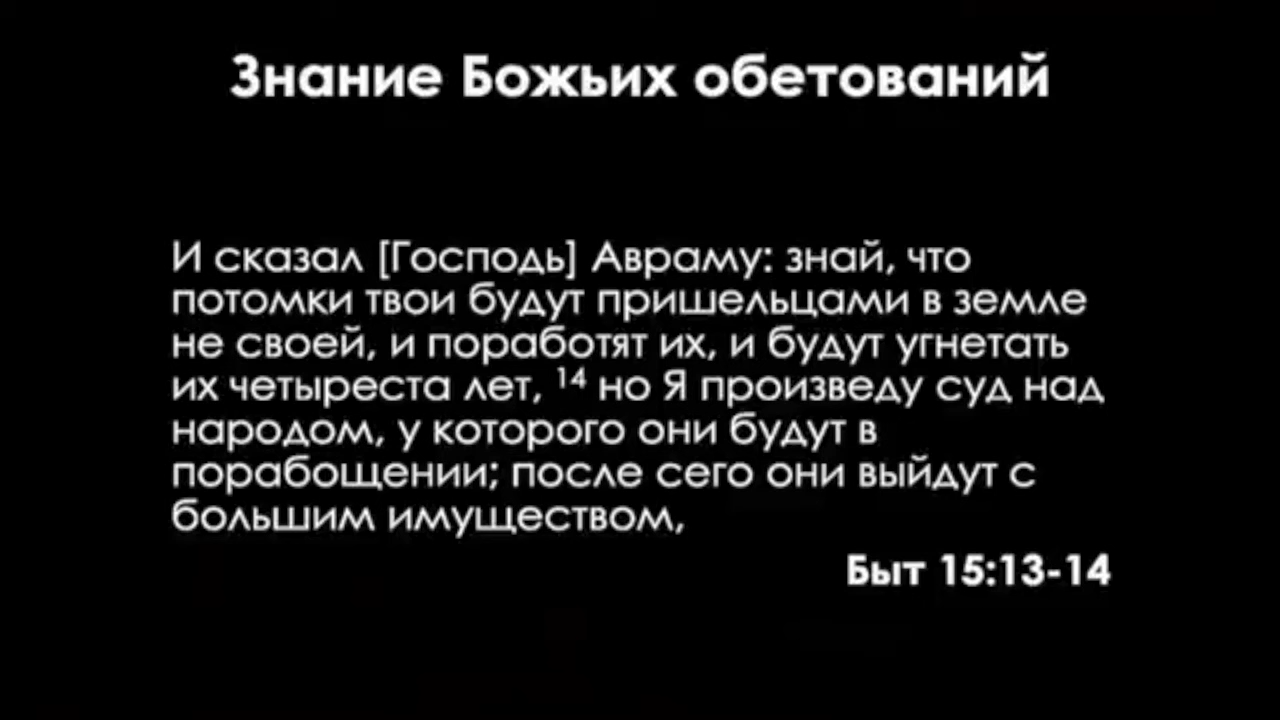 Знание Божьих обетований
И сказал [Господь] Авраму: знай, что
потомки твои будут пришельцами в земле
не своей, и поработят их, и будут угнетать
их четыреста лет, ¹⁴ но Я произведу суд над
народом, у которого они будут в
порабощении; после сего они выйдут с
большим имуществом,
Быт 15:13-14